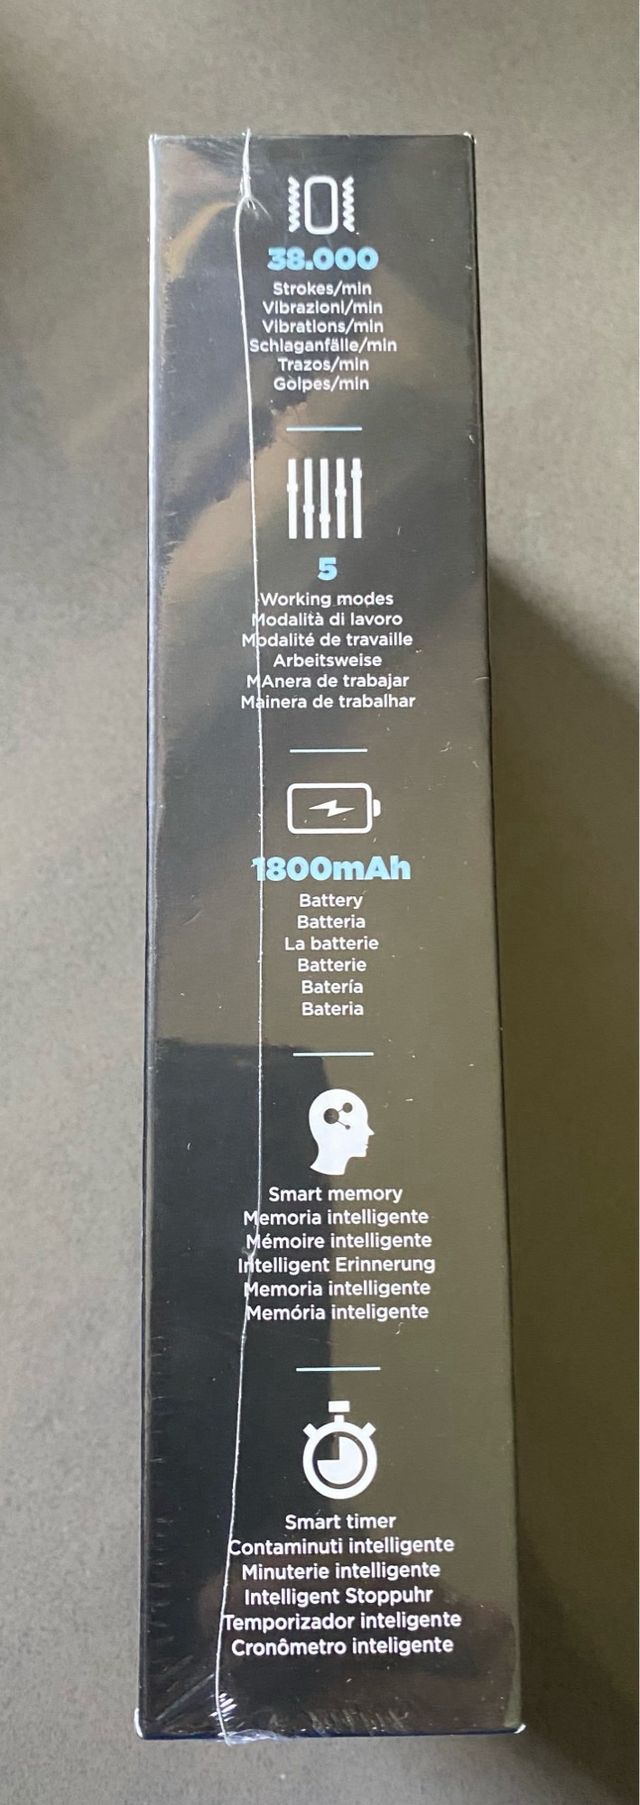 38.000
Strokes/min
Vibrazioni/min
Vibrations/min
Schlaganfälle/min
Trazos/min
Gòlpes/min
5
Working modes
Modalità di lavoro
Modalité de travaille
Arbeitsweise
MAnera de trabajar
Mainera de trabalhar
1800mAh
Battery
Batteria
La batterie
Batterie
Batería
Bateria
Smart memory
Memoria intelligente
Mémoire intelligente
Intelligent Erinnerung
Memoria intelligente
Memória inteligente
Smart timer
Contaminuti intelligente
Minuterie intelligente
Intelligent Stoppuhr
Temporizador inteligente
Cronômetro inteligente